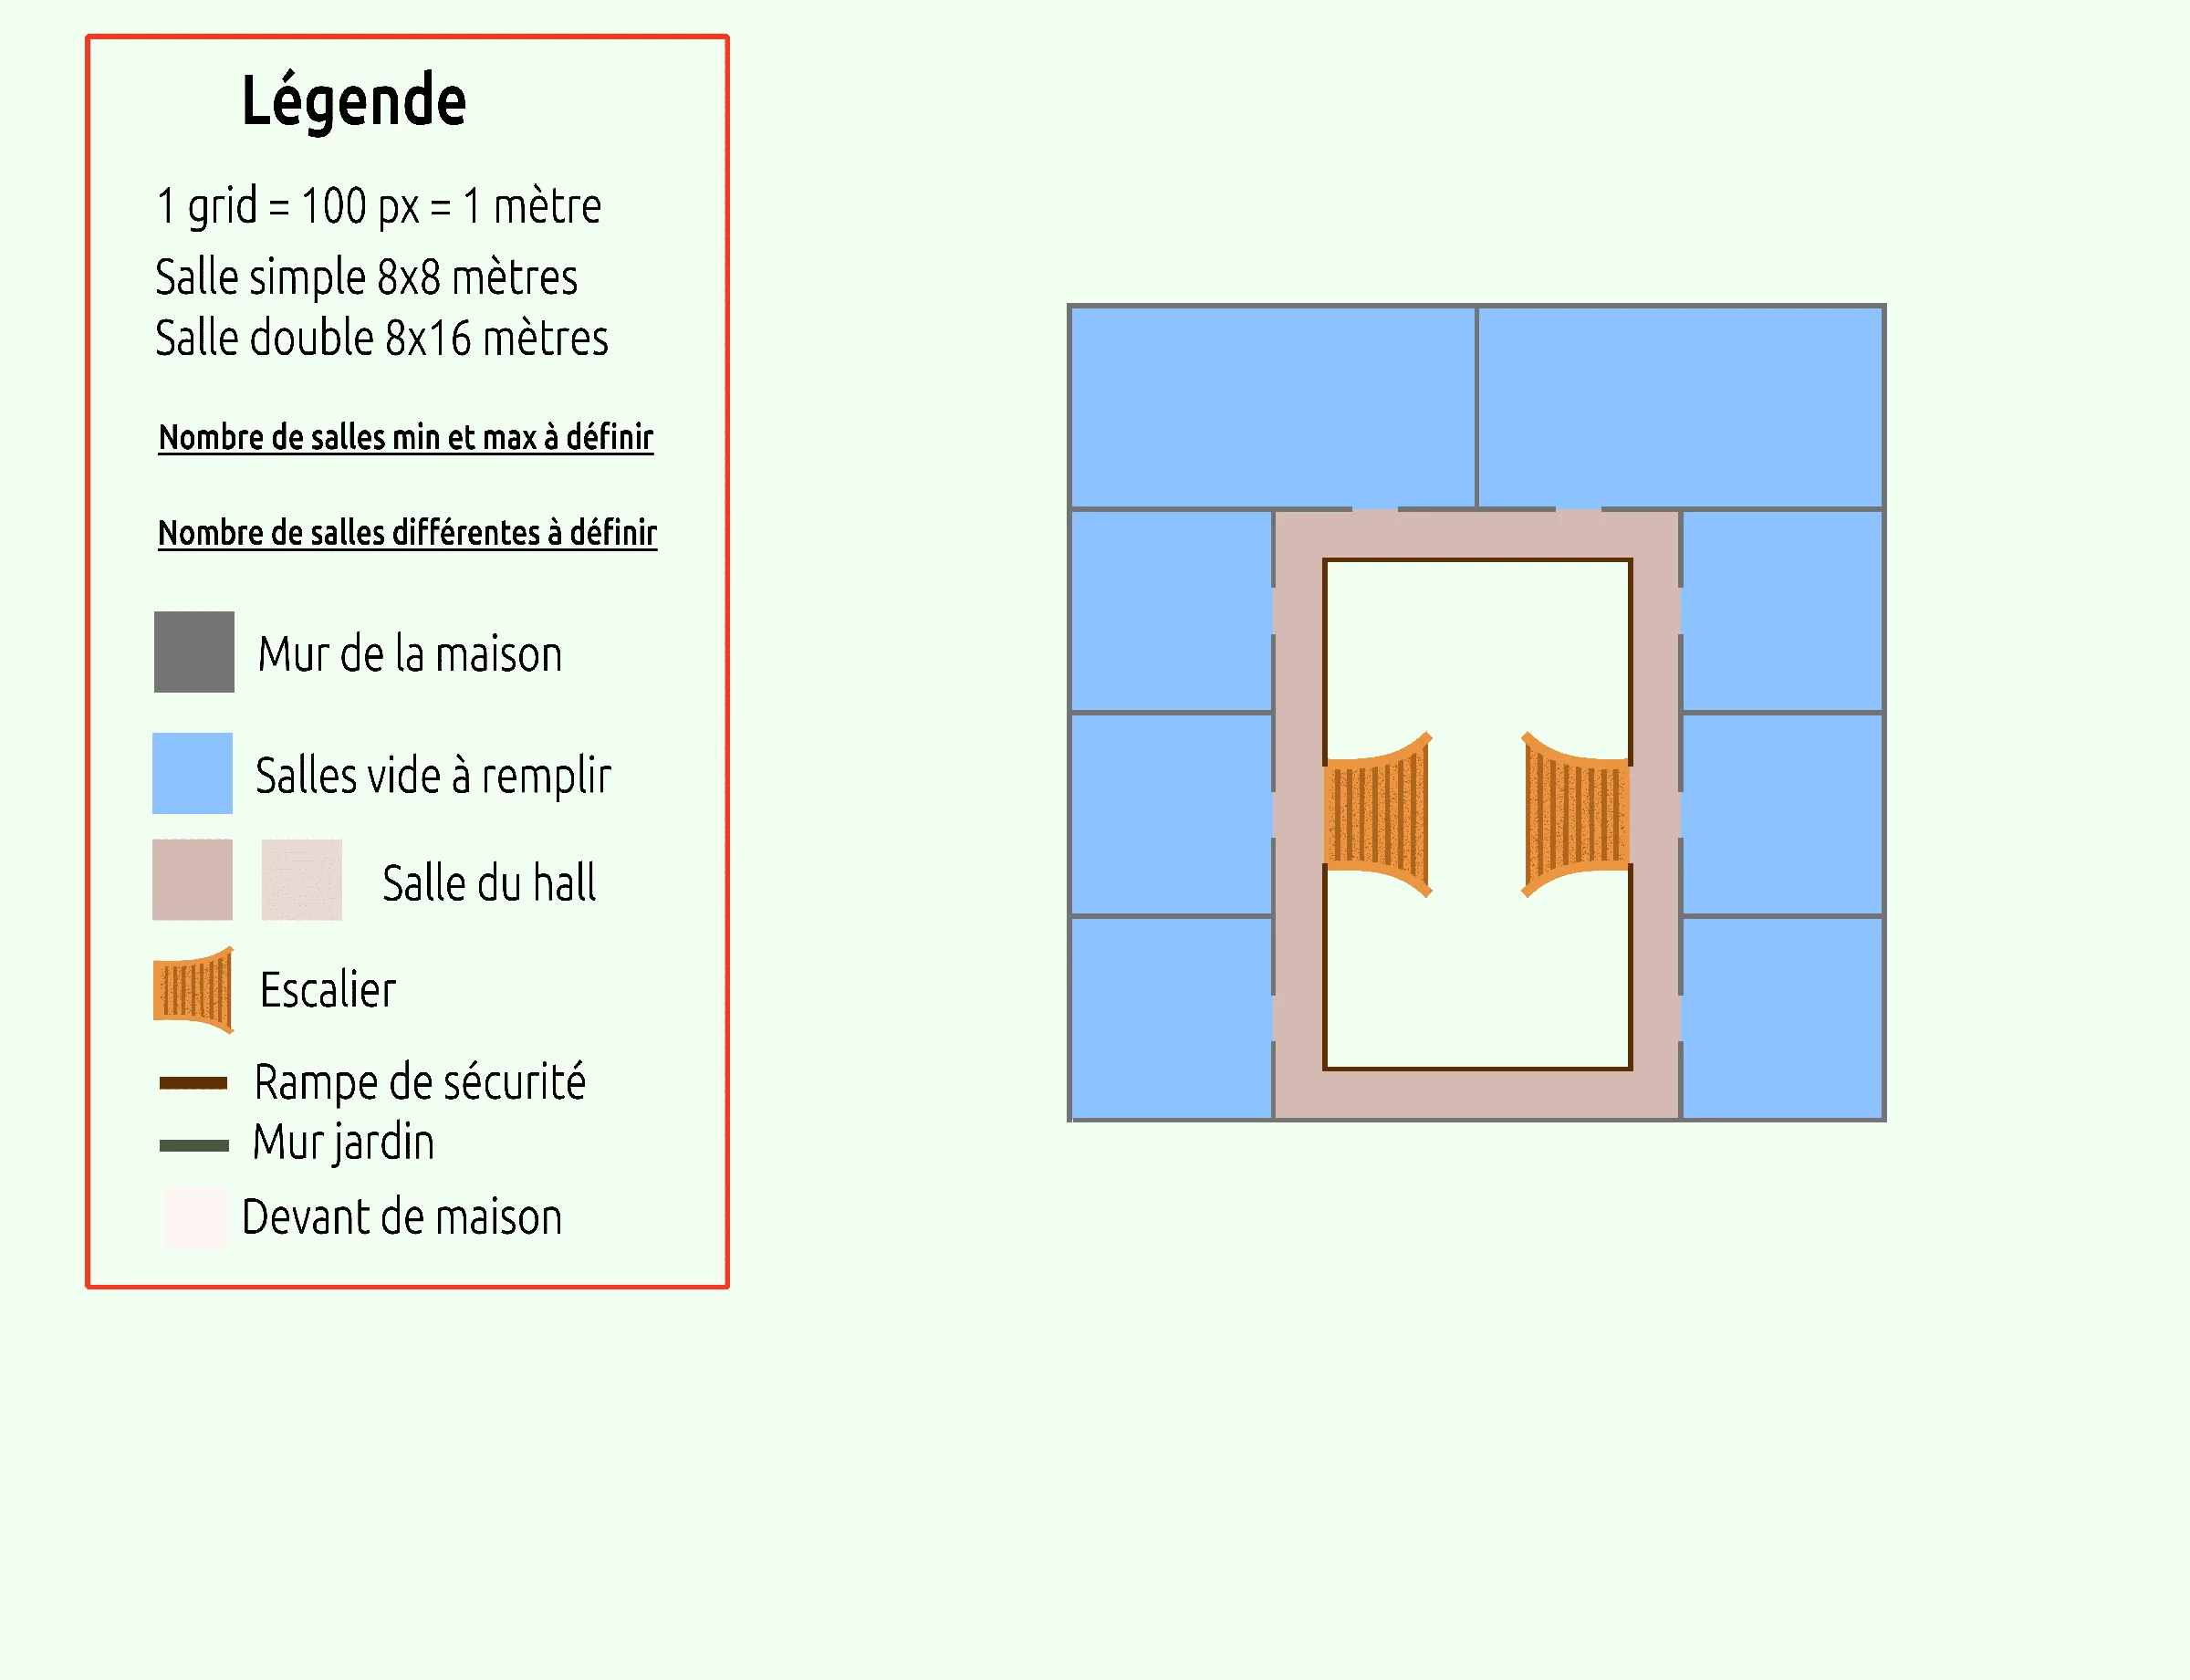 Légende
1 grid = 100 px = 1 mètre
Salle simple 8x8 mètres
Salle double 8x16 mètres
Nombre de salles min et max à définir
Nombre de salles différentes à définir
Mur de la maison
Salles vide à remplir
Salle du hall
Escalier
Rampe de sécurité
Mur jardin
Devant de maison